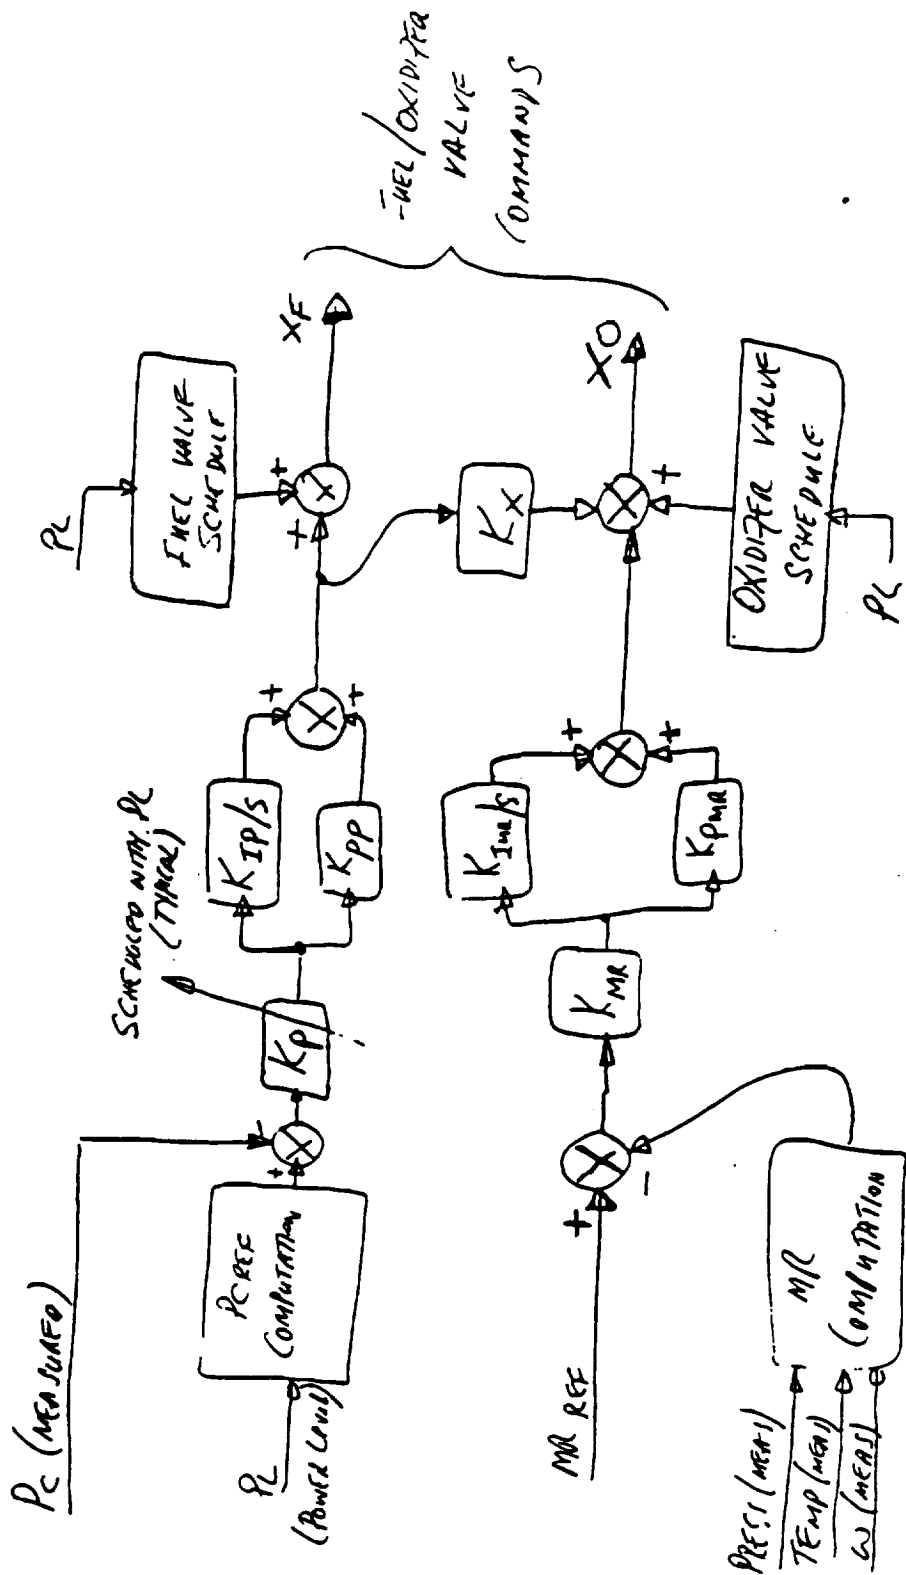 PC (MEASURED)
PL
(POWER LEVEL)
PC REF
COMPUTATION
+
-
KP
SCHEDULED WITH PL
(TYPICAL)
KIP/S
KPP
+
+
PL
FUEL VALVE
SCHEDULE
+
+
XF
-UEL/OXIDIZER
VALVE
COMMANDS
KX
MR REF
+
-
KMR
KIMR/S
KPMR
+
+
+
XO
OXIDIZER VALVE
SCHEDULE
PL
PRESS (MEAS)
TEMP (MEAS)
W (MEAS)
MR
COMPUTATION